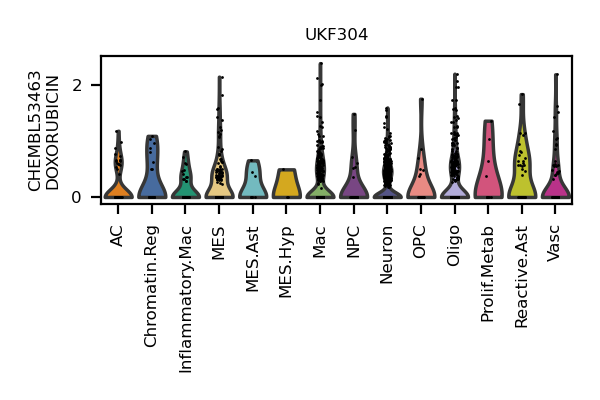 UKF304
CHEMBL53463
DOXORUBICIN
2
0
AC
Chromatin.Reg
Inflammatory.Mac
MES
MES.Ast
MES.Hyp
Mac
NPC
Neuron
OPC
Oligo
Prolif.Metab
Reactive.Ast
Vasc